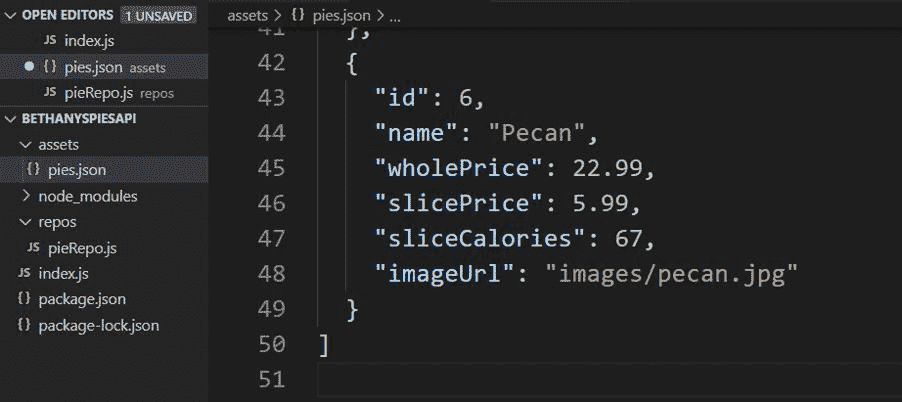 OPEN EDITORS 1 UNSAVED
JS index.js
{} pies.json assets
JS pieRepo.js repos
BETHANYSPIESAPI
assets
{} pies.json
node_modules
repos
JS pieRepo.js
JS index.js
{} package.json
{} package-lock.json
assets > {} pies.json > ...
41 },
42 {
43 "id": 6,
44 "name": "Pecan",
45 "wholePrice": 22.99,
46 "slicePrice": 5.99,
47 "sliceCalories": 67,
48 "imageUrl": "images/pecan.jpg"
49 }
50 ]
51